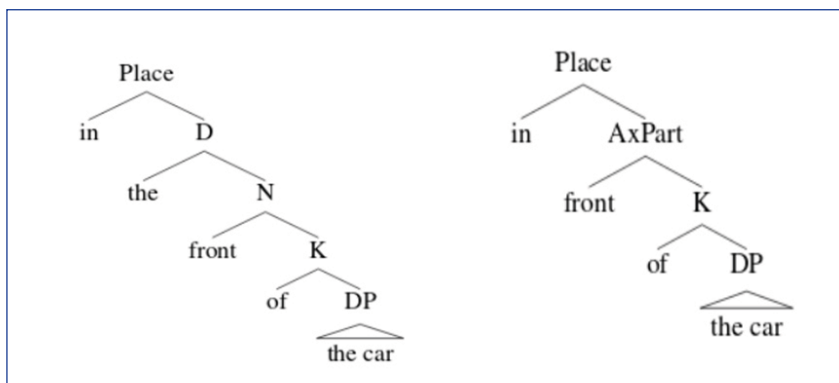 Place
in D
the N
front K
of DP
the car
Place
in AxPart
front K
of DP
the car